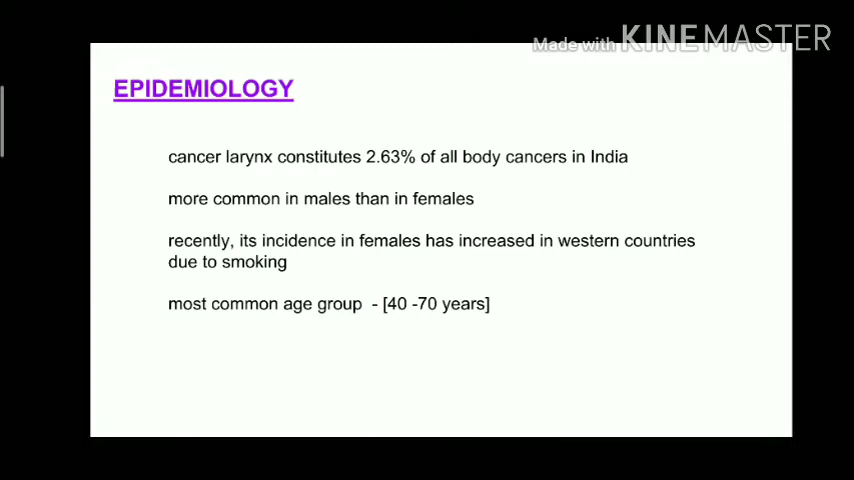 Made with KINEMASTER
EPIDEMIOLOGY
cancer larynx constitutes 2.63% of all body cancers in India
more common in males than in females
recently, its incidence in females has increased in western countries
due to smoking
most common age group - [40 -70 years]